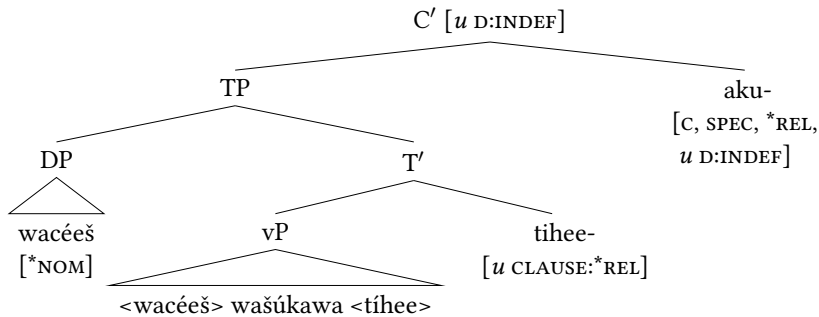 C′ [u D:INDEF]
TP aku-
[C, SPEC, *REL,
u D:INDEF]
DP T′
wacéeš vP tihee-
[*NOM] [u CLAUSE:*REL]
<wacéeš> wašúkawa <tíhee>